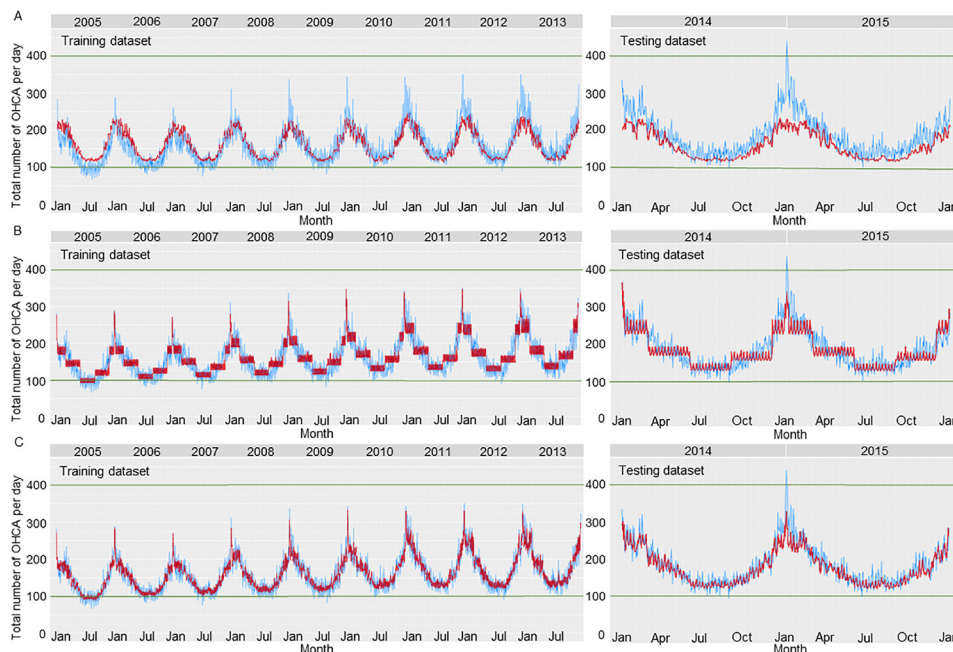 A
2005 2006 2007 2008 2009 2010 2011 2012 2013
2014 2015
Training dataset
Testing dataset
Total number of OHCA per day
400
300
200
100
0
400
300
200
100
0
Jan Jul Jan Jul Jan Jul Jan Jul Jan Jul Jan Jul Jan Jul Jan Jul Jan Jul
Month
Jan Apr Jul Oct Jan Apr Jul Oct Jan
Month
B
2005 2006 2007 2008 2009 2010 2011 2012 2013
2014 2015
Training dataset
Testing dataset
Total number of OHCA per day
400
300
200
100
0
400
300
200
100
0
Jan Jul Jan Jul Jan Jul Jan Jul Jan Jul Jan Jul Jan Jul Jan Jul Jan Jul
Month
Jan Apr Jul Oct Jan Apr Jul Oct Jan
Month
C
2005 2006 2007 2008 2009 2010 2011 2012 2013
2014 2015
Training dataset
Testing dataset
Total number of OHCA per day
400
300
200
100
0
400
300
200
100
0
Jan Jul Jan Jul Jan Jul Jan Jul Jan Jul Jan Jul Jan Jul Jan Jul Jan Jul
Month
Jan Apr Jul Oct Jan Apr Jul Oct Jan
Month